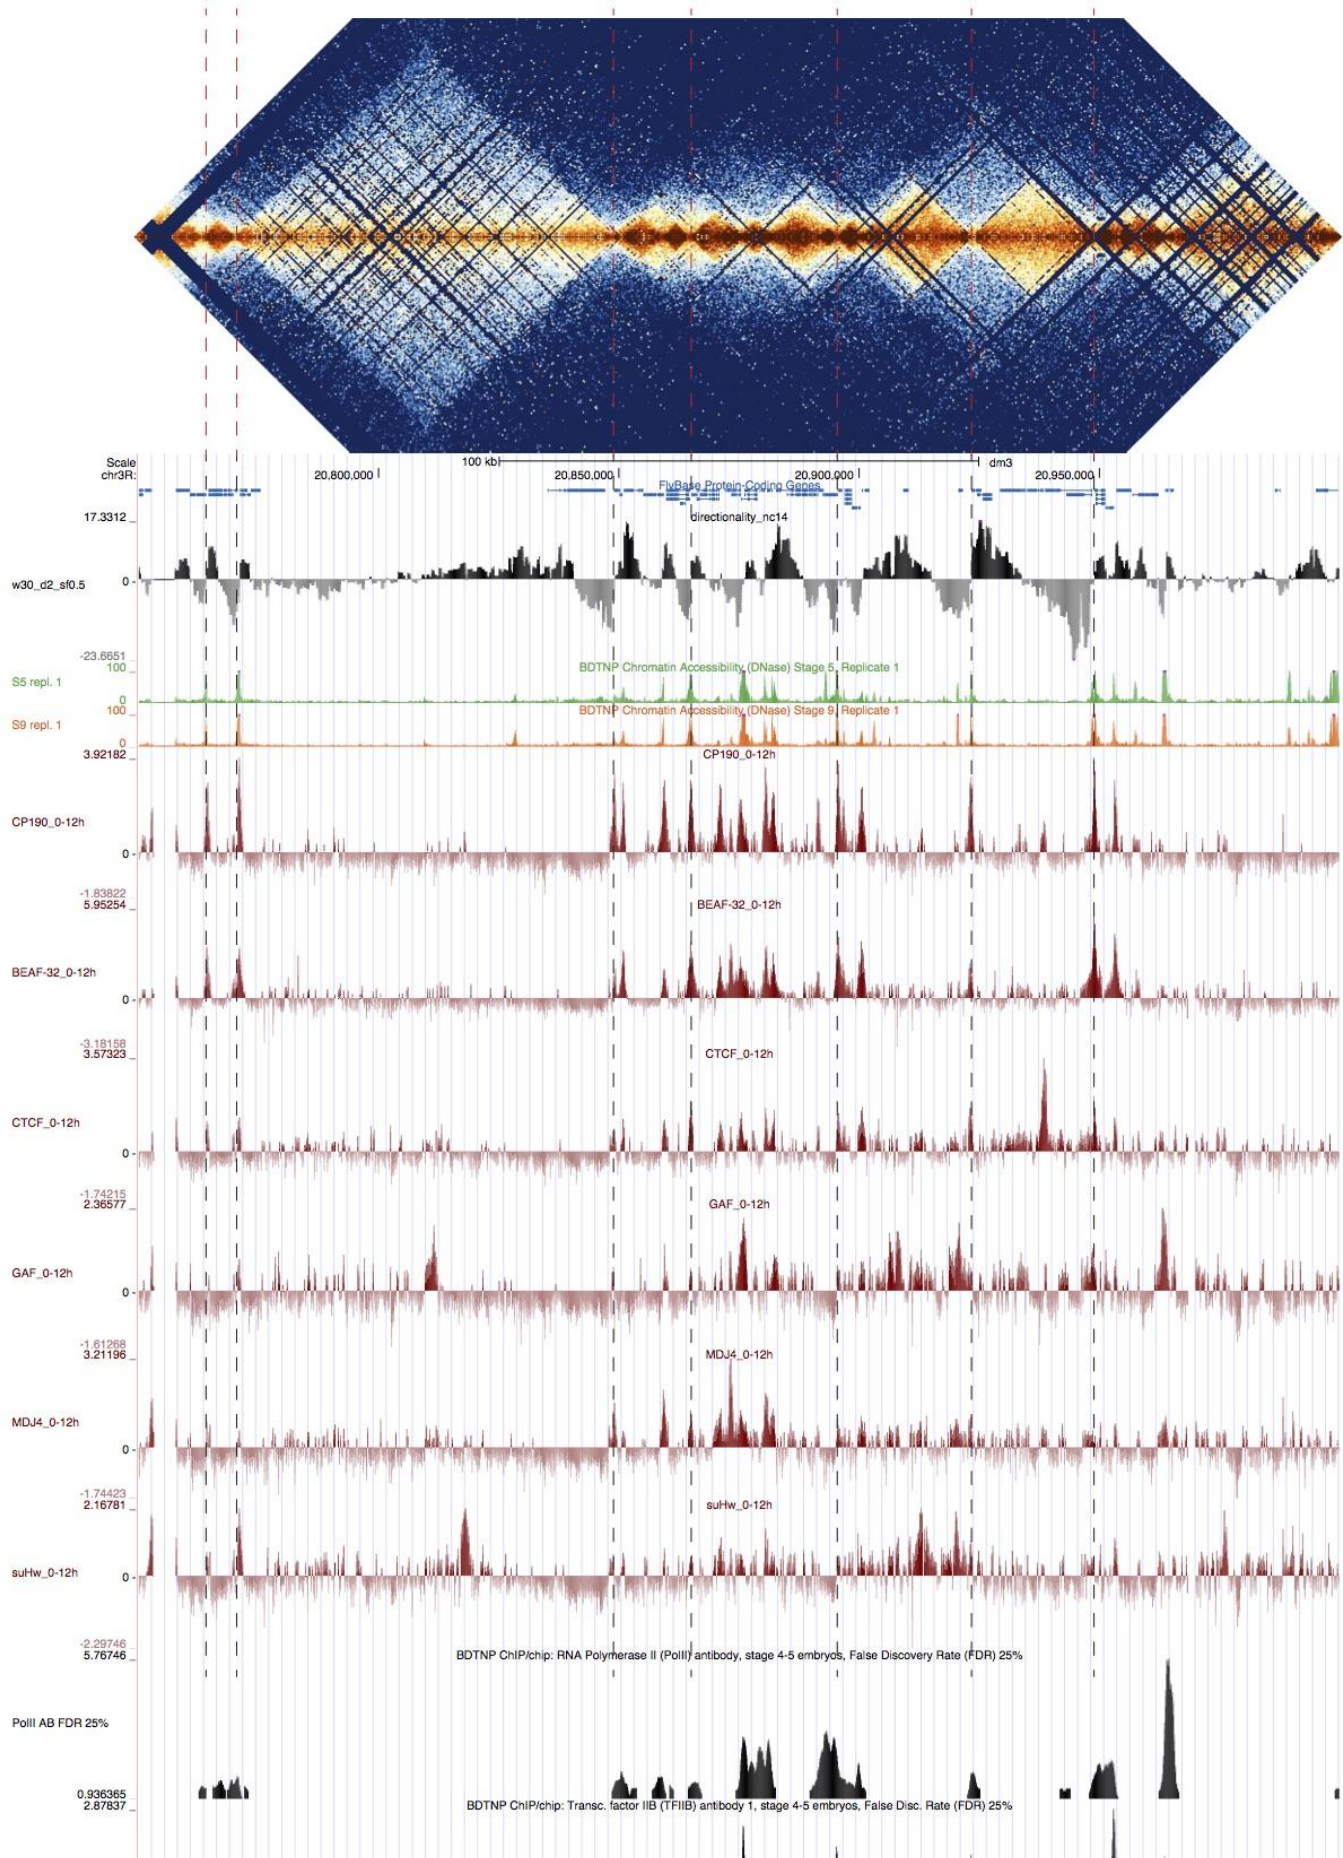 Scale 100 kb dm3
chr3R: 20,800,000 20,850,000 20,900,000 20,950,000
FlyBase Protein-Coding Genes
17.3312 directionality_nc14
w30_d2_sf0.5 0
-23.6651
100 BDTNP Chromatin Accessibility (DNase) Stage 5, Replicate 1
S5 repl. 1
0
100 BDTNP Chromatin Accessibility (DNase) Stage 9, Replicate 1
S9 repl. 1
0
3.92182 CP190_0-12h
CP190_0-12h
0
-1.83822
5.95254 BEAF-32_0-12h
BEAF-32_0-12h
0
-3.18158
3.57323 CTCF_0-12h
CTCF_0-12h
0
-1.74215
2.36577 GAF_0-12h
GAF_0-12h
0
-1.61268
3.21196 MDJ4_0-12h
MDJ4_0-12h
0
-1.74423
2.16781 suHw_0-12h
suHw_0-12h
0
-2.29746
5.76746 BDTNP ChIP/chip: RNA Polymerase II (PolII) antibody, stage 4-5 embryos, False Discovery Rate (FDR) 25%
PolII AB FDR 25%
0.936365
2.87837 BDTNP ChIP/chip: Transc. factor IIB (TFIIB) antibody 1, stage 4-5 embryos, False Disc. Rate (FDR) 25%